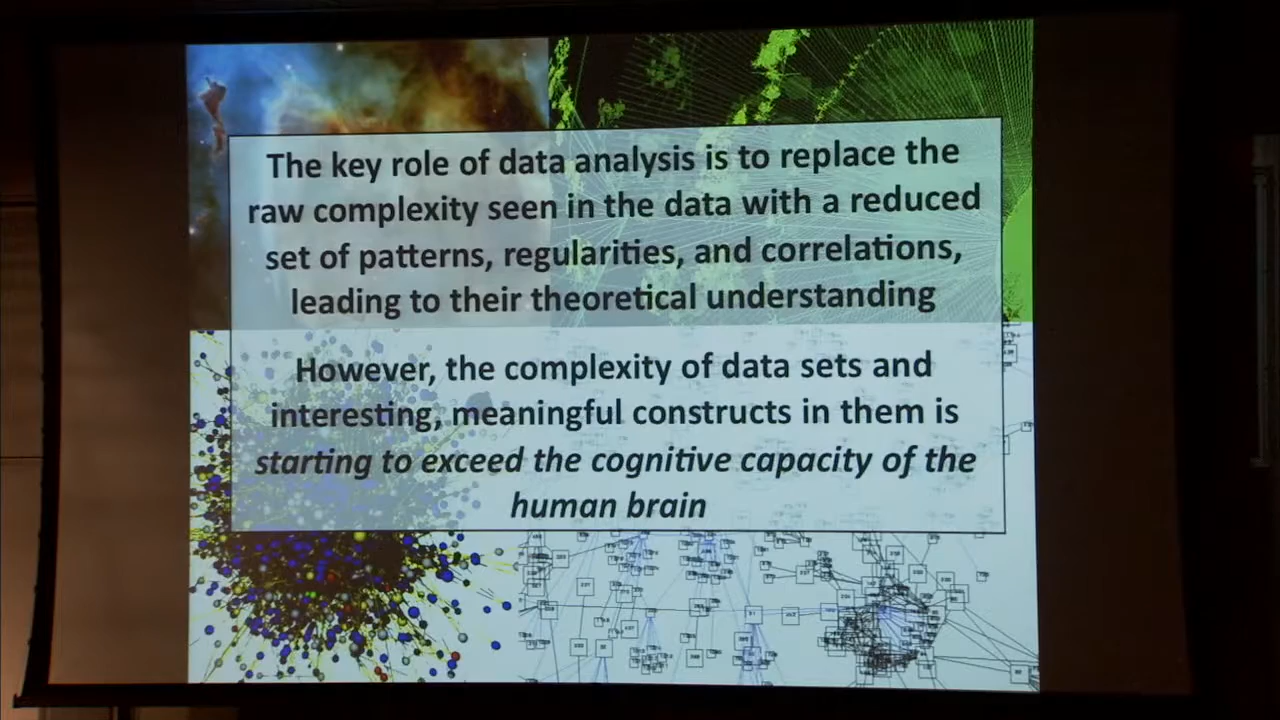 The key role of data analysis is to replace the
raw complexity seen in the data with a reduced
set of patterns, regularities, and correlations,
leading to their theoretical understanding
However, the complexity of data sets and
interesting, meaningful constructs in them is
starting to exceed the cognitive capacity of the
human brain